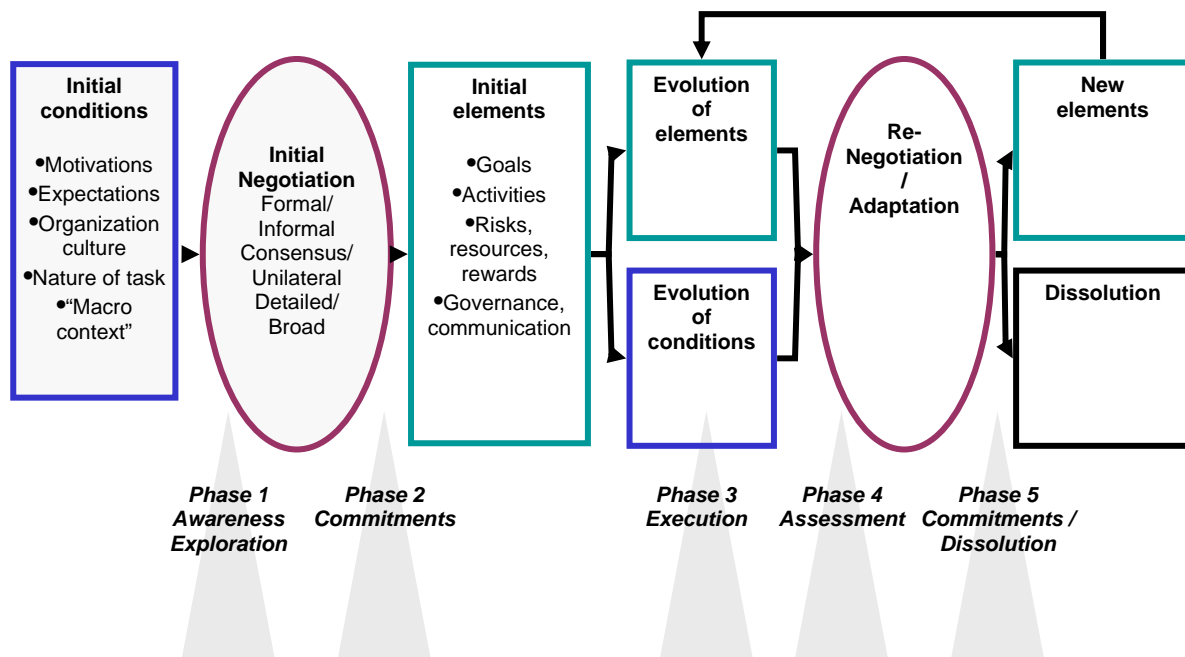 Initial
conditions
•Motivations
•Expectations
•Organization
culture
•Nature of task
•“Macro
context”
Initial
Negotiation
Formal/
Informal
Consensus/
Unilateral
Detailed/
Broad
Initial
elements
•Goals
•Activities
•Risks,
resources,
rewards
•Governance,
communication
Evolution
of
elements
Evolution
of
conditions
Re-
Negotiation
/
Adaptation
New
elements
Dissolution
Phase 1
Awareness
Exploration
Phase 2
Commitments
Phase 3
Execution
Phase 4
Assessment
Phase 5
Commitments /
Dissolution